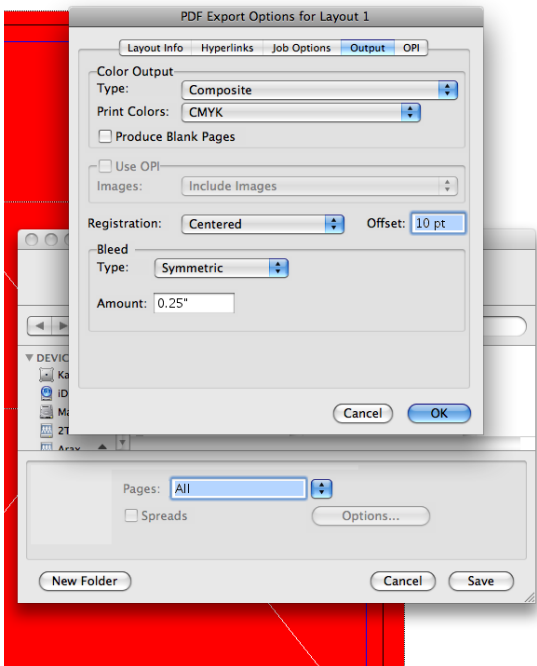 PDF Export Options for Layout 1
Layout Info Hyperlinks Job Options Output OPI
Color Output
Type: Composite
Print Colors: CMYK
Produce Blank Pages
Use OPI
Images: Include Images
Registration: Centered Offset: 10 pt
Bleed
Type: Symmetric
Amount: 0.25"
Cancel OK
DEVIC
Ka
iD
Ma
2T
Arax
Pages: All
Spreads Options...
New Folder Cancel Save